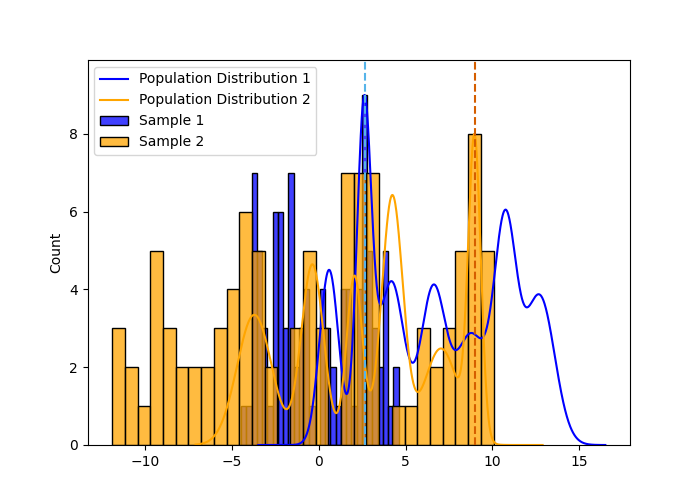 Population Distribution 1
Population Distribution 2
Sample 1
Sample 2
Count
8
6
4
2
0
−10
−5
0
5
10
15